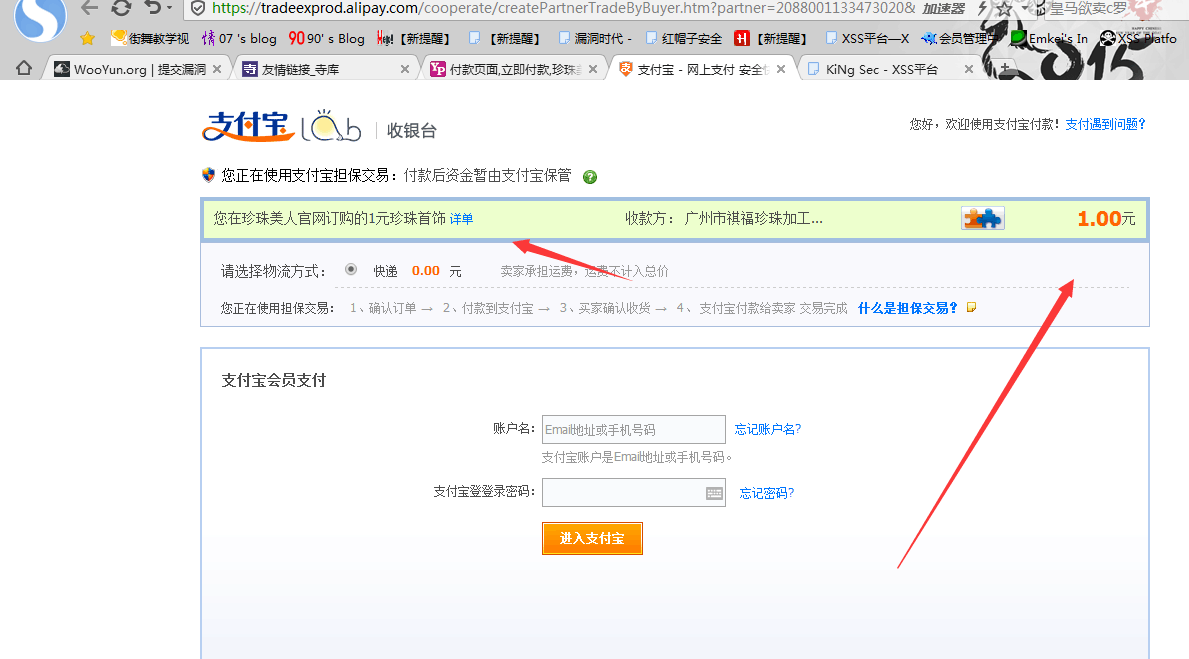 https://tradeexprod.alipay.com/cooperate/createPartnerTradeByBuyer.htm?partner=2088001133473020& 加速器 皇马欲卖c罗
街舞教学视 07 's blog 90' s Blog 【新提醒】 【新提醒】 漏洞时代 - 红帽子安全 【新提醒】 XSS平台—X 会员管理中 Emkei's In XSS Platfo
WooYun.org | 提交漏洞 友情链接_寺库 付款页面,立即付款,珍珠 支付宝 - 网上支付 安全快 KiNg Sec - XSS平台
支付宝 Lab 收银台
您好，欢迎使用支付宝付款！ 支付遇到问题？
您正在使用支付宝担保交易：付款后资金暂由支付宝保管
您在珍珠美人官网订购的1元珍珠首饰 详单 收款方： 广州市祺福珍珠加工... 1.00元
请选择物流方式： 快递 0.00 元 卖家承担运费，运费不计入总价
您正在使用担保交易： 1、确认订单 → 2、付款到支付宝 → 3、买家确认收货 → 4、支付宝付款给卖家 交易完成 什么是担保交易？
支付宝会员支付
账户名： Email地址或手机号码 忘记账户名?
支付宝账户是Email地址或手机号码。
支付宝登登录密码： 忘记密码?
进入支付宝